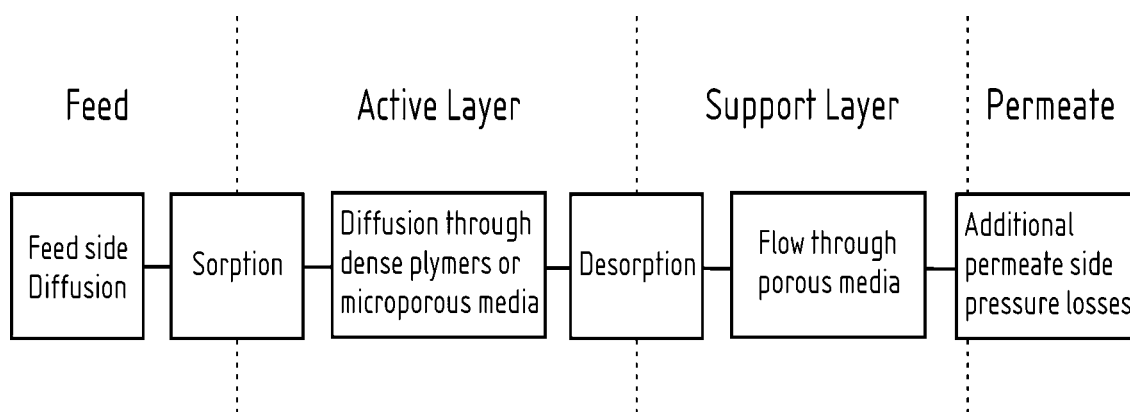 Feed
Active Layer
Support Layer
Permeate
Feed side
Diffusion
Sorption
Diffusion through
dense plymers or
microporous media
Desorption
Flow through
porous media
Additional
permeate side
pressure losses